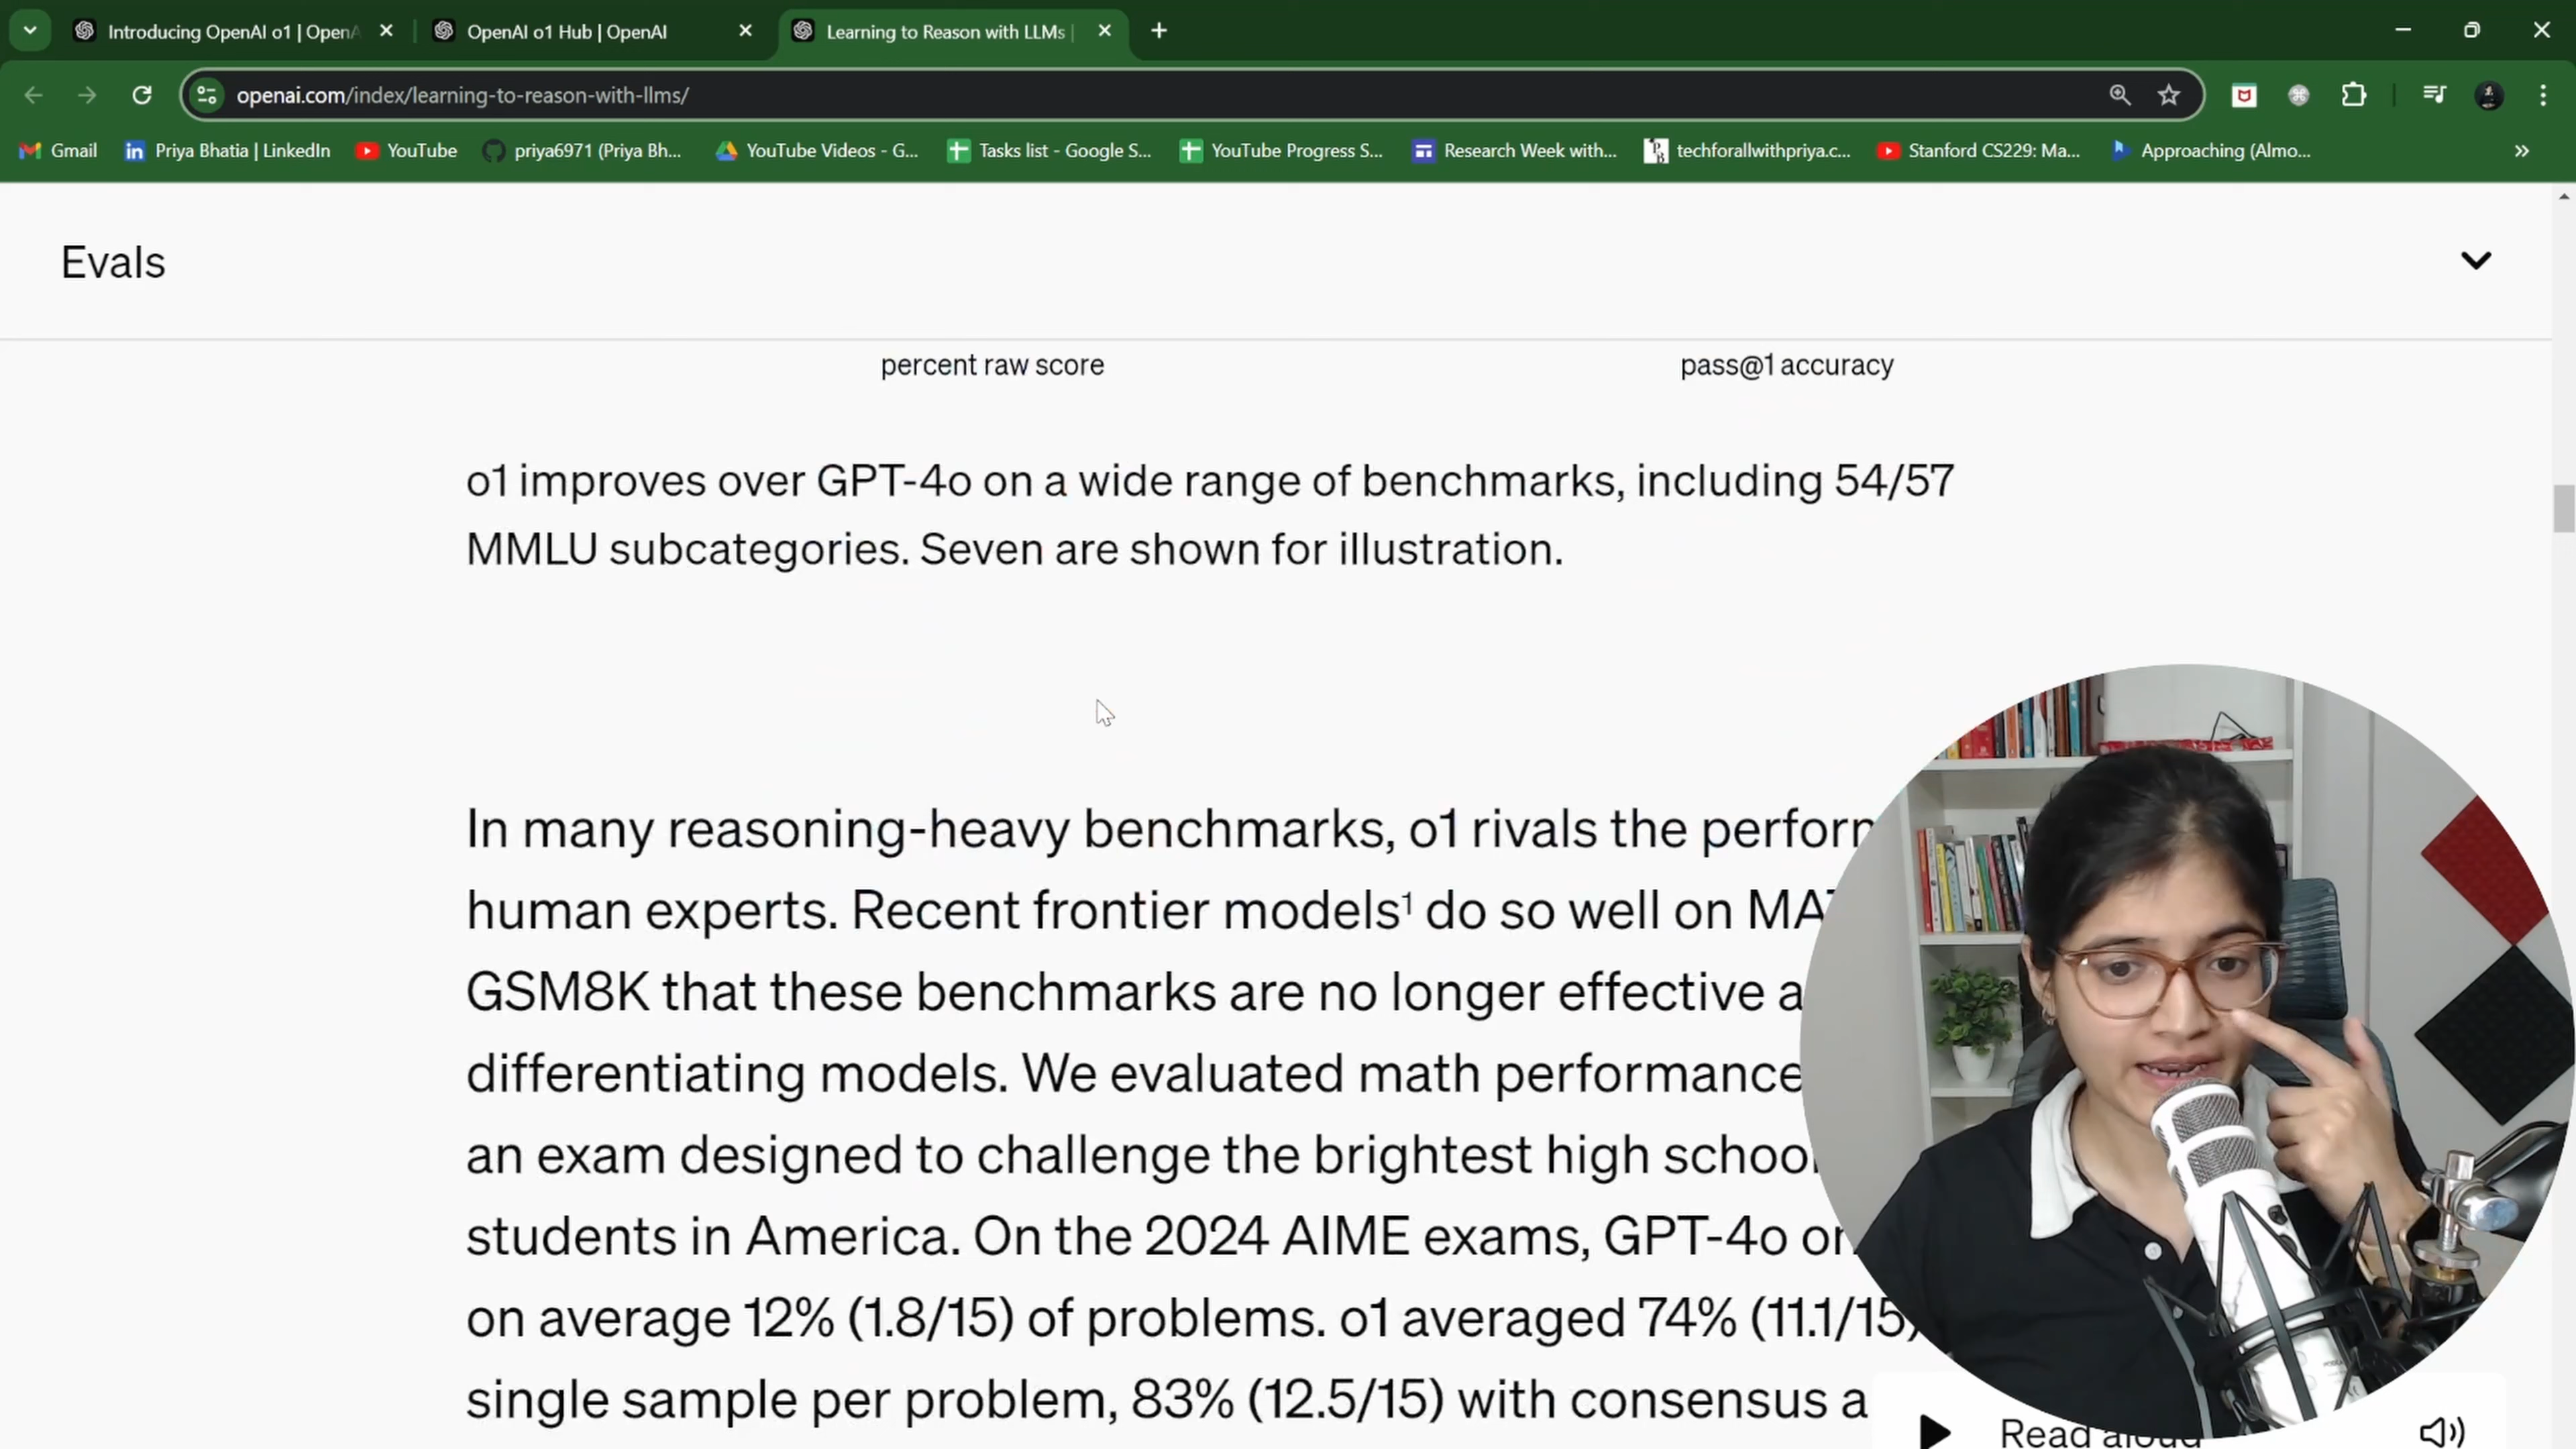 Introducing OpenAI o1 | OpenA
OpenAI o1 Hub | OpenAI
Learning to Reason with LLMs |
openai.com/index/learning-to-reason-with-llms/
Gmail
Priya Bhatia | LinkedIn
YouTube
priya6971 (Priya Bh...
YouTube Videos - G...
Tasks list - Google S...
YouTube Progress S...
Research Week with...
techforallwithpriya.c...
Stanford CS229: Ma...
Approaching (Almo...
Evals
percent raw score
pass@1 accuracy
o1 improves over GPT-4o on a wide range of benchmarks, including 54/57
MMLU subcategories. Seven are shown for illustration.
In many reasoning-heavy benchmarks, o1 rivals the perform
human experts. Recent frontier models1 do so well on MA
GSM8K that these benchmarks are no longer effective a
differentiating models. We evaluated math performance
an exam designed to challenge the brightest high school
students in America. On the 2024 AIME exams, GPT-4o on
on average 12% (1.8/15) of problems. o1 averaged 74% (11.1/15)
single sample per problem, 83% (12.5/15) with consensus a
Read aloud